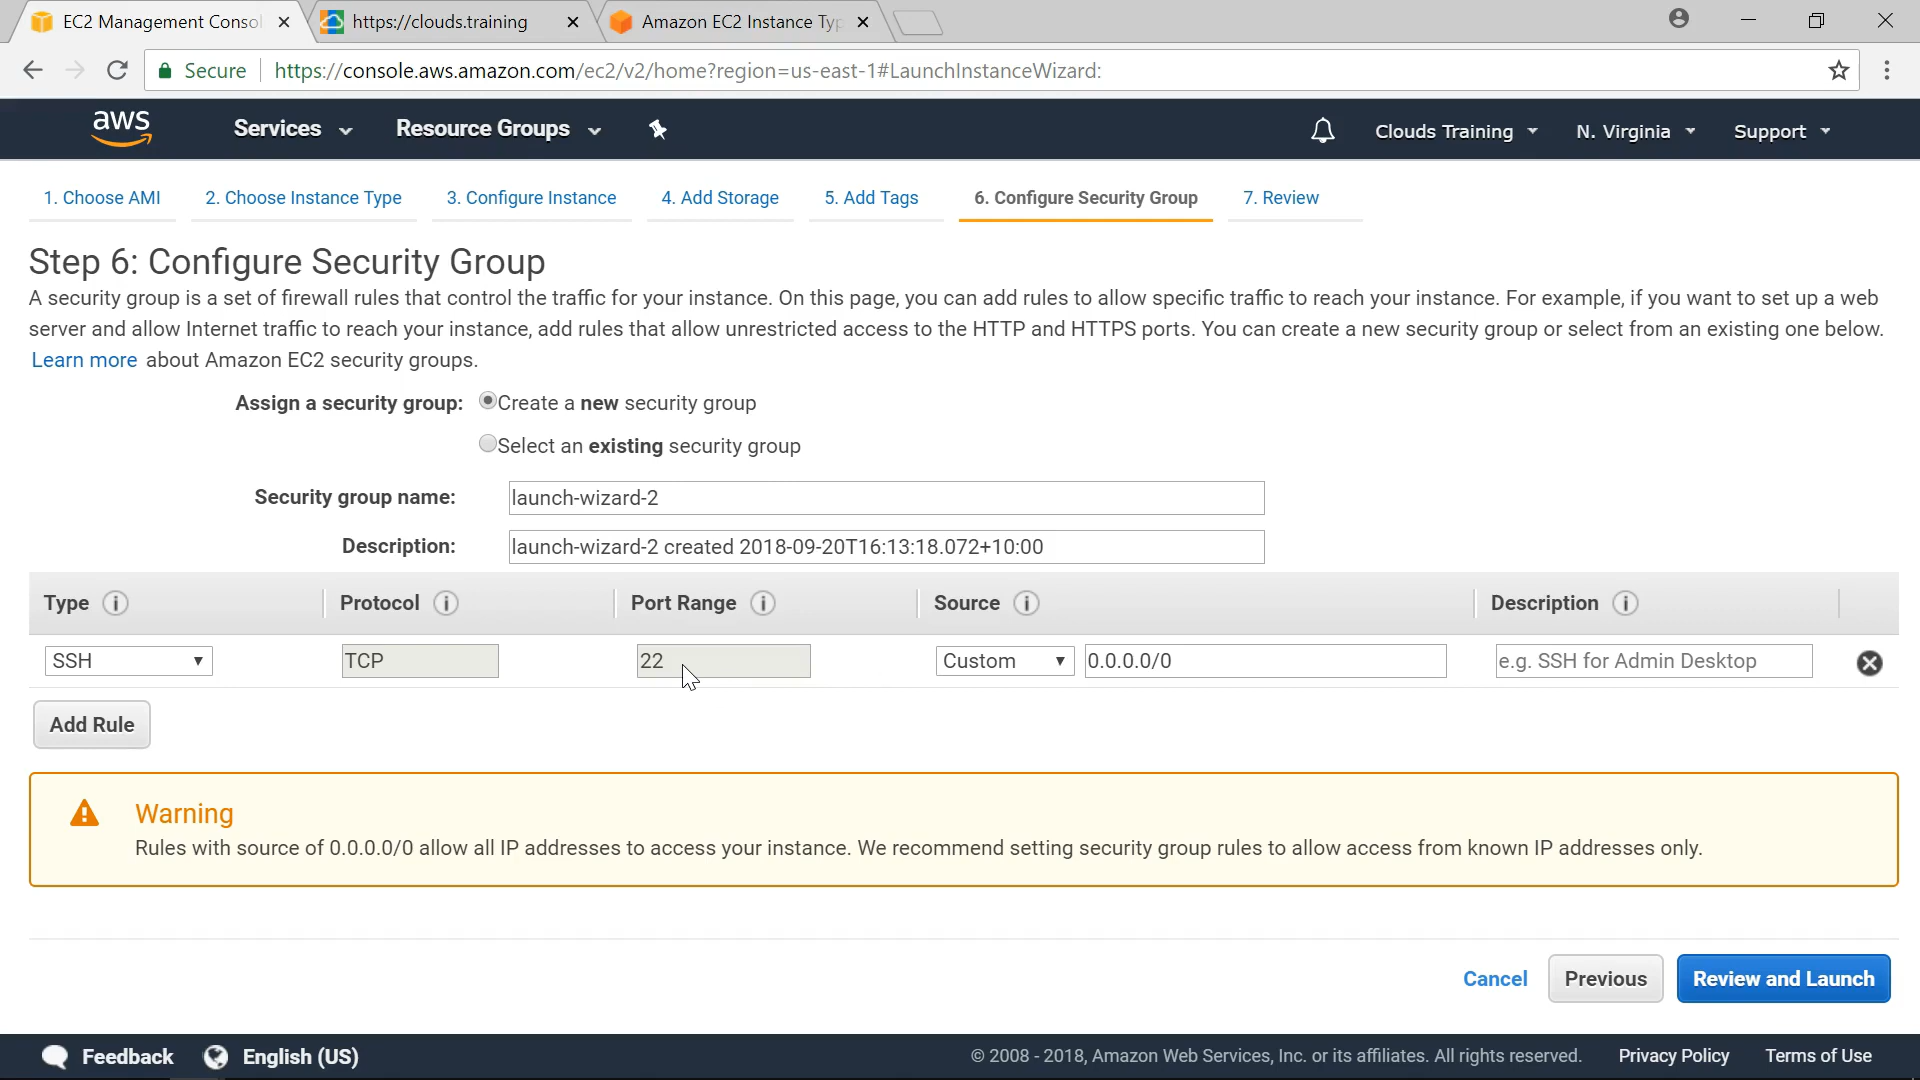 EC2 Management Conso
https://clouds.training
Amazon EC2 Instance Typ
Secure
https://console.aws.amazon.com/ec2/v2/home?region=us-east-1#LaunchInstanceWizard:
aws
Services
Resource Groups
Clouds Training
N. Virginia
Support
1. Choose AMI
2. Choose Instance Type
3. Configure Instance
4. Add Storage
5. Add Tags
6. Configure Security Group
7. Review
Step 6: Configure Security Group
A security group is a set of firewall rules that control the traffic for your instance. On this page, you can add rules to allow specific traffic to reach your instance. For example, if you want to set up a web
server and allow Internet traffic to reach your instance, add rules that allow unrestricted access to the HTTP and HTTPS ports. You can create a new security group or select from an existing one below.
Learn more about Amazon EC2 security groups.
Assign a security group: Create a new security group
Select an existing security group
Security group name: launch-wizard-2
Description: launch-wizard-2 created 2018-09-20T16:13:18.072+10:00
Type i Protocol i Port Range i Source i Description i
SSH TCP 22 Custom 0.0.0.0/0 e.g. SSH for Admin Desktop
Add Rule
Warning
Rules with source of 0.0.0.0/0 allow all IP addresses to access your instance. We recommend setting security group rules to allow access from known IP addresses only.
Cancel Previous Review and Launch
Feedback English (US) © 2008 - 2018, Amazon Web Services, Inc. or its affiliates. All rights reserved. Privacy Policy Terms of Use